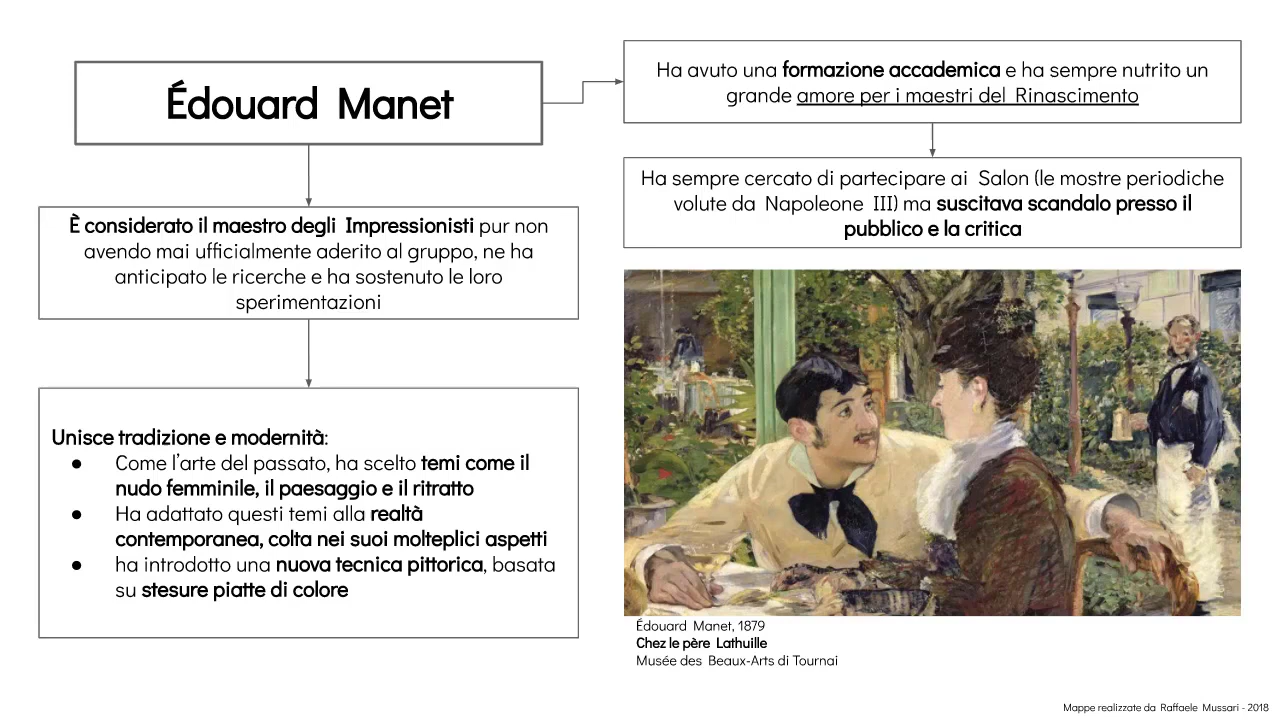 Édouard Manet
Ha avuto una formazione accademica e ha sempre nutrito un
grande amore per i maestri del Rinascimento
Ha sempre cercato di partecipare ai Salon (le mostre periodiche
volute da Napoleone III) ma suscitava scandalo presso il
pubblico e la critica
È considerato il maestro degli Impressionisti pur non
avendo mai ufficialmente aderito al gruppo, ne ha
anticipato le ricerche e ha sostenuto le loro
sperimentazioni
Unisce tradizione e modernità:
● Come l'arte del passato, ha scelto temi come il
nudo femminile, il paesaggio e il ritratto
● Ha adattato questi temi alla realtà
contemporanea, colta nei suoi molteplici aspetti
● ha introdotto una nuova tecnica pittorica, basata
su stesure piatte di colore
Édouard Manet, 1879
Chez le père Lathuille
Musée des Beaux-Arts di Tournai
Mappe realizzate da Raffaele Mussari - 2018